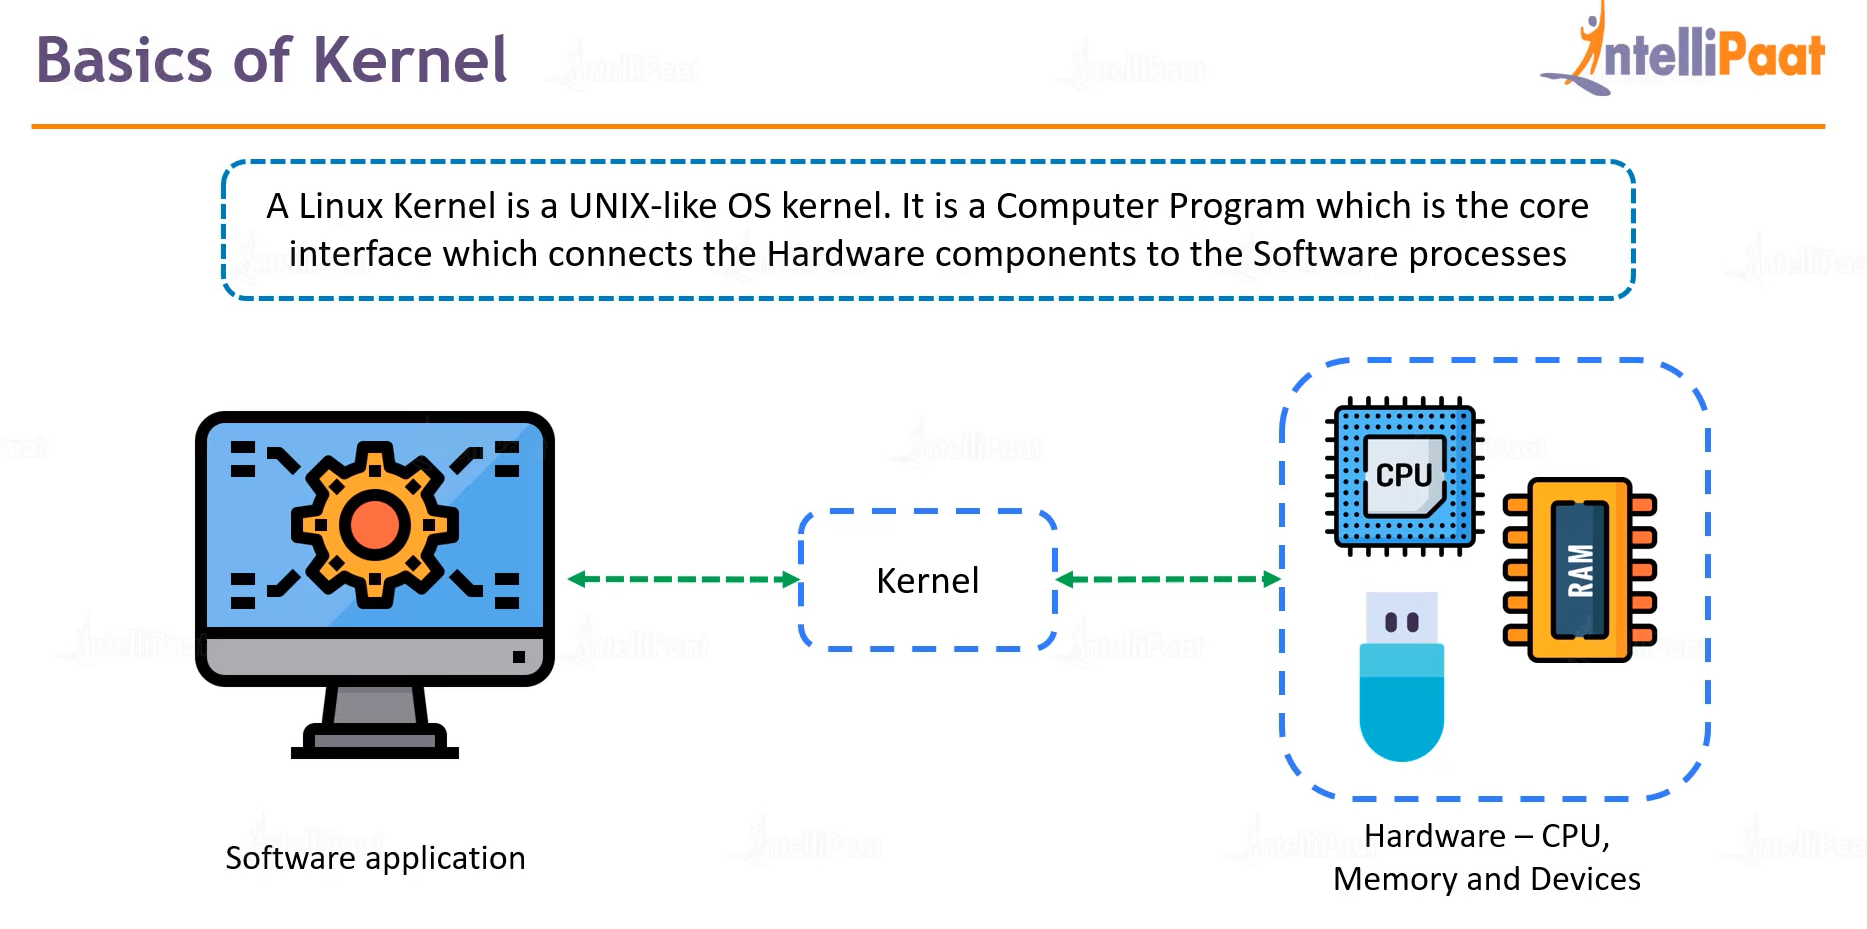 Basics of Kernel
IntelliPaat
A Linux Kernel is a UNIX-like OS kernel. It is a Computer Program which is the core
interface which connects the Hardware components to the Software processes
CPU
RAM
Kernel
Software application
Hardware – CPU,
Memory and Devices